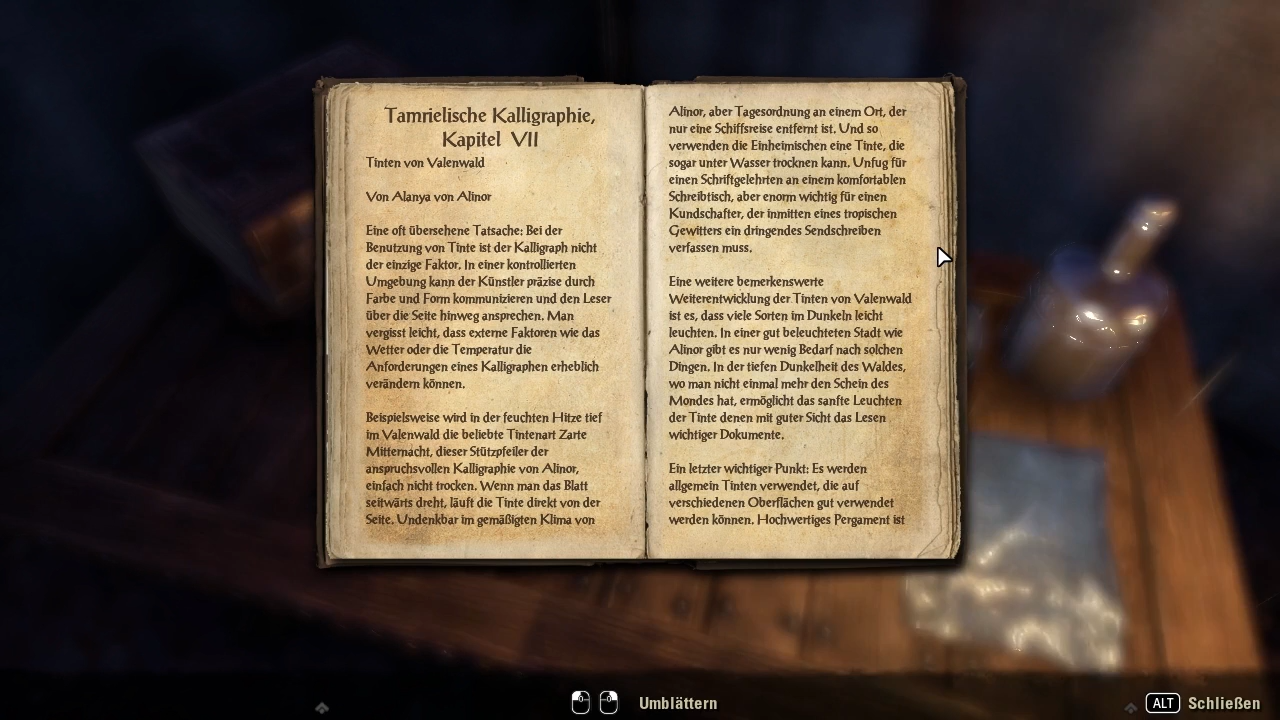 Tamrielische Kalligraphie,
Kapitel VII
Tinten von Valenwald
Von Alanya von Alinor
Eine oft übersehene Tatsache: Bei der
Benutzung von Tinte ist der Kalligraph nicht
der einzige Faktor. In einer kontrollierten
Umgebung kann der Künstler präzise durch
Farbe und Form kommunizieren und den Leser
über die Seite hinweg ansprechen. Man
vergisst leicht, dass externe Faktoren wie das
Wetter oder die Temperatur die
Anforderungen eines Kalligraphen erheblich
verändern können.
Beispielsweise wird in der feuchten Hitze tief
im Valenwald die beliebte Tintenart Zarte
Mitternacht, dieser Stützpfeiler der
anspruchsvollen Kalligraphie von Alinor,
einfach nicht trocken. Wenn man das Blatt
seitwärts dreht, läuft die Tinte direkt von der
Seite. Undenkbar im gemäßigten Klima von
Alinor, aber Tagesordnung an einem Ort, der
nur eine Schiffsreise entfernt ist. Und so
verwenden die Einheimischen eine Tinte, die
sogar unter Wasser trocknen kann. Unfug für
einen Schriftgelehrten an einem komfortablen
Schreibtisch, aber enorm wichtig für einen
Kundschafter, der inmitten eines tropischen
Gewitters ein dringendes Sendschreiben
verfassen muss.
Eine weitere bemerkenswerte
Weiterentwicklung der Tinten von Valenwald
ist es, dass viele Sorten im Dunkeln leicht
leuchten. In einer gut beleuchteten Stadt wie
Alinor gibt es nur wenig Bedarf nach solchen
Dingen. In der tiefen Dunkelheit des Waldes,
wo man nicht einmal mehr den Schein des
Mondes hat, ermöglicht das sanfte Leuchten
der Tinte denen mit guter Sicht das Lesen
wichtiger Dokumente.
Ein letzter wichtiger Punkt: Es werden
allgemein Tinten verwendet, die auf
verschiedenen Oberflächen gut verwendet
werden können. Hochwertiges Pergament ist
Umblättern
ALT Schließen